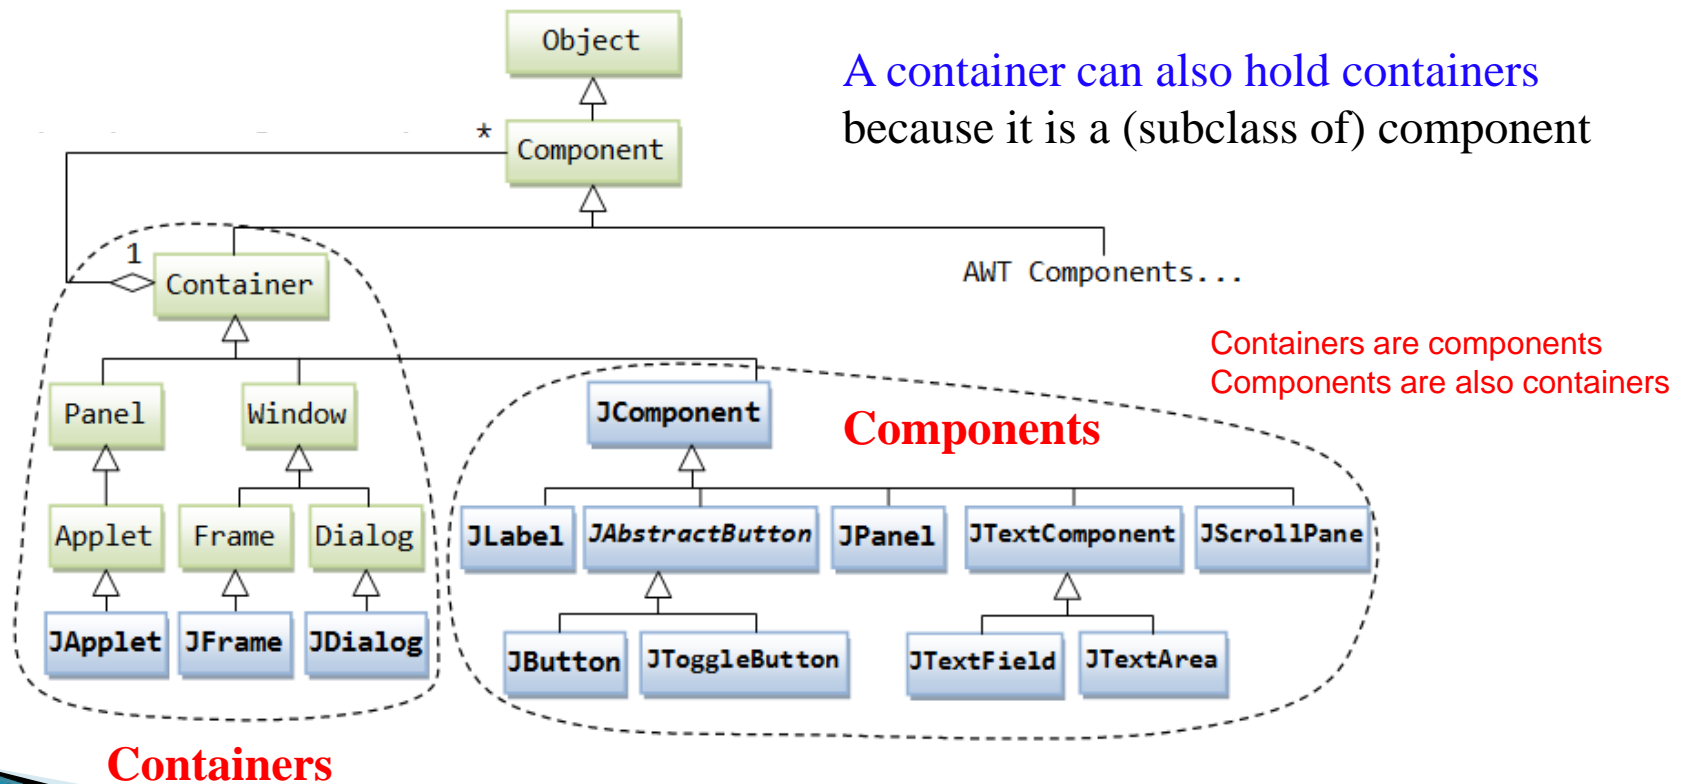 Object
A container can also hold containers
because it is a (subclass of) component
*
Component
1
Container
AWT Components...
Containers are components
Components are also containers
Panel
Window
JComponent
Components
Applet
Frame
Dialog
JLabel
JAbstractButton
JPanel
JTextComponent
JScrollPane
JApplet
JFrame
JDialog
JButton
JToggleButton
JTextField
JTextArea
Containers